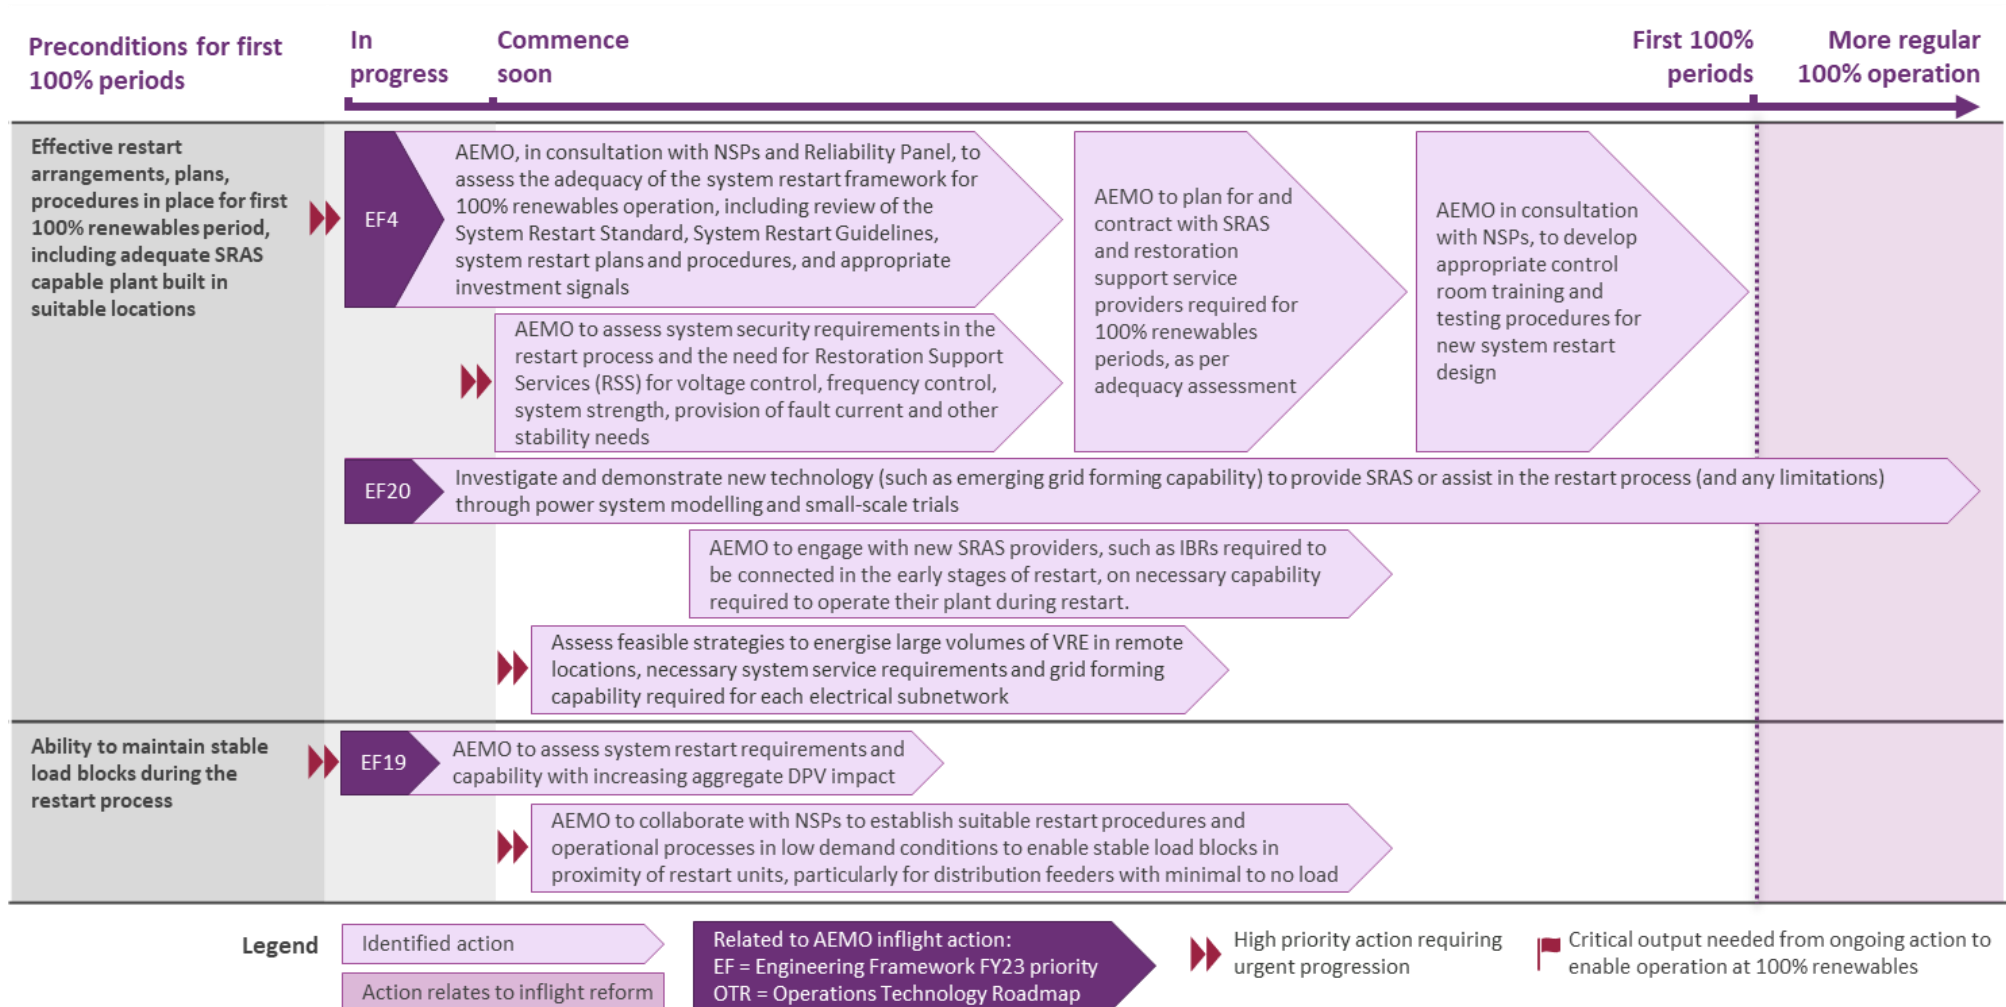 Preconditions for first
100% periods
In
progress
Commence
soon
First 100%
periods
More regular
100% operation
Effective restart
arrangements, plans,
procedures in place for first
100% renewables period,
including adequate SRAS
capable plant built in
suitable locations
EF4
AEMO, in consultation with NSPs and Reliability Panel, to
assess the adequacy of the system restart framework for
100% renewables operation, including review of the
System Restart Standard, System Restart Guidelines,
system restart plans and procedures, and appropriate
investment signals
AEMO to plan for and
contract with SRAS
and restoration
support service
providers required for
100% renewables
periods, as per
adequacy assessment
AEMO in consultation
with NSPs, to develop
appropriate control
room training and
testing procedures for
new system restart
design
AEMO to assess system security requirements in the
restart process and the need for Restoration Support
Services (RSS) for voltage control, frequency control,
system strength, provision of fault current and other
stability needs
EF20
Investigate and demonstrate new technology (such as emerging grid forming capability) to provide SRAS or assist in the restart process (and any limitations)
through power system modelling and small-scale trials
AEMO to engage with new SRAS providers, such as IBRs required to
be connected in the early stages of restart, on necessary capability
required to operate their plant during restart.
Assess feasible strategies to energise large volumes of VRE in remote
locations, necessary system service requirements and grid forming
capability required for each electrical subnetwork
Ability to maintain stable
load blocks during the
restart process
EF19
AEMO to assess system restart requirements and
capability with increasing aggregate DPV impact
AEMO to collaborate with NSPs to establish suitable restart procedures and
operational processes in low demand conditions to enable stable load blocks in
proximity of restart units, particularly for distribution feeders with minimal to no load
Legend
Identified action
Action relates to inflight reform
Related to AEMO inflight action:
EF = Engineering Framework FY23 priority
OTR = Operations Technology Roadmap
High priority action requiring
urgent progression
Critical output needed from ongoing action to
enable operation at 100% renewables